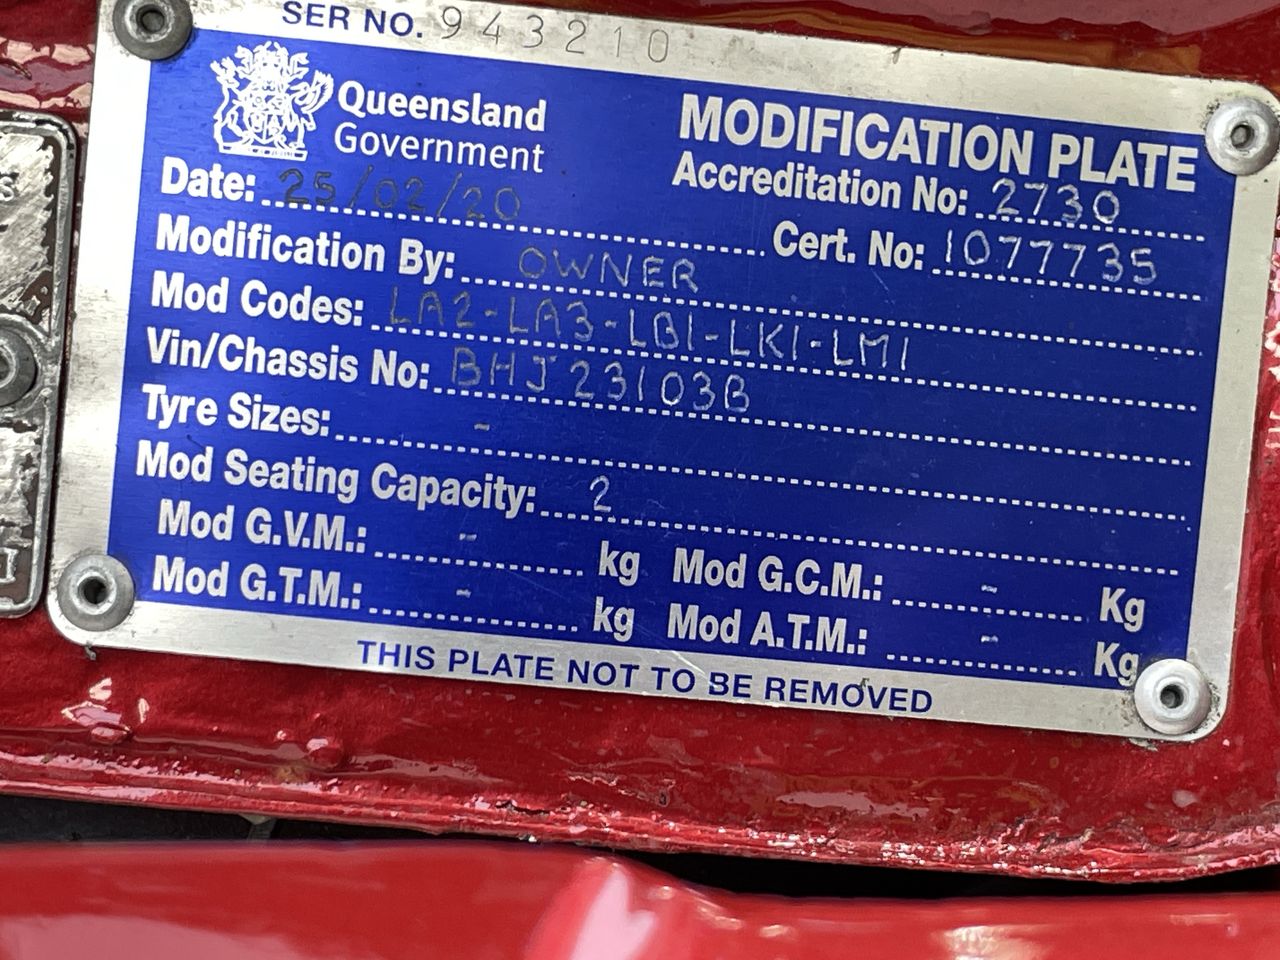 SER NO. 943210
Queensland
Government
MODIFICATION PLATE
Accreditation No: 2730
Date: 25/02/20
Cert. No: 1077735
Modification By: OWNER
Mod Codes: LA2-LA3-LB1-LK1-LM1
Vin/Chassis No: BHJ23103B
Tyre Sizes: -
Mod Seating Capacity: 2
Mod G.V.M.: - kg Mod G.C.M.: - Kg
Mod G.T.M.: - kg Mod A.T.M.: - Kg
THIS PLATE NOT TO BE REMOVED